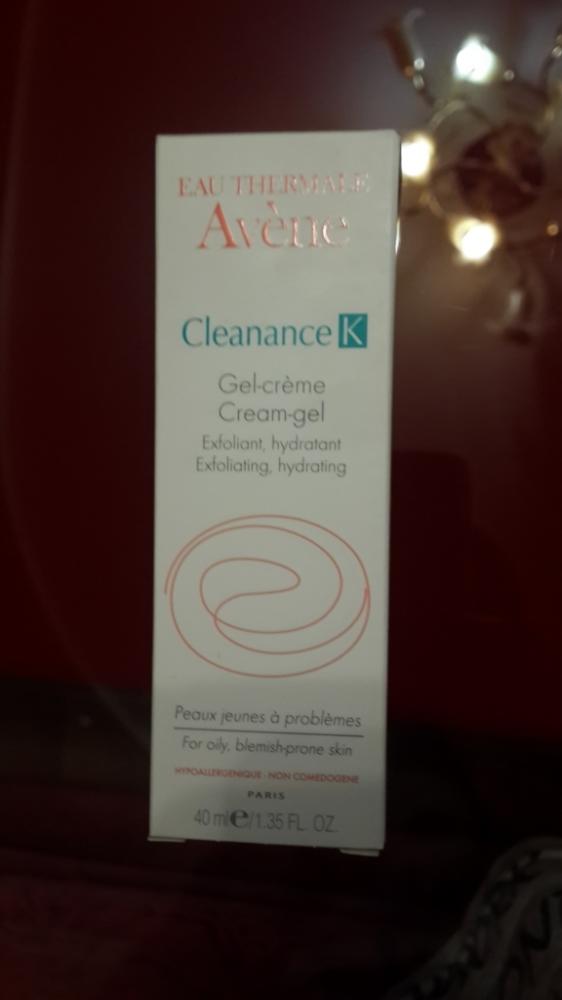 EAU THERMALE
Avène
Cleanance K
Gel-crème
Cream-gel
Exfoliant, hydratant
Exfoliating, hydrating
Peaux jeunes à problèmes
For oily, blemish-prone skin
HYPOALLERGENIQUE - NON COMEDOGENE
PARIS
40 ml e/1.35 FL. OZ.